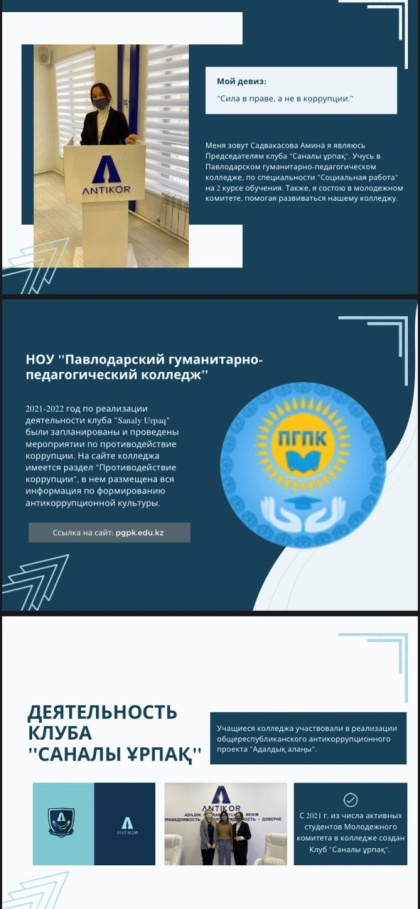 Мой девиз:
"Сила в праве, а не в коррупции."
Меня зовут Садвакасова Амина я являюсь
Председателям клуба "Саналы ұрпақ". Учусь в
Павлодарском гуманитарно-педагогическом
колледже, по специальности "Социальная работа"
на 2 курсе обучения. Также, я состою в молодежном
комитете, помогая развиваться нашему колледжу.
ANTIKOR
НОУ "Павлодарский гуманитарно-
педагогический колледж"
2021-2022 год по реализации
деятельности клуба "Sanaly Urpaq"
были запланированы и проведены
мероприятии по противодействие
коррупции. На сайте колледжа
имеется раздел "Противодействие
коррупции", в нем размещена вся
информация по формированию
антикоррупционной культуры.
Ссылка на сайт: pgpk.edu.kz
ПГПК
ДЕЯТЕЛЬНОСТЬ
КЛУБА
"САНАЛЫ ҰРПАҚ"
Учащиеся колледжа участвовали в реализации
общереспубликанского антикоррупционного
проекта "Адалдық алаңы".
ANTIKOR
ANTIKOR
С 2021 г. из числа активных
студентов Молодежного
комитета в колледже создан
Клуб "Саналы ұрпақ".